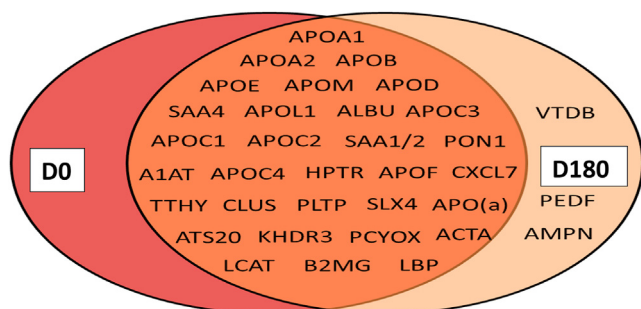 APOA1
APOA2 APOB
APOE APOM APOD
SAA4 APOL1 ALBU APOC3 VTDB
APOC1 APOC2 SAA1/2 PON1
D0 A1AT APOC4 HPTR APOF CXCL7 D180
TTHY CLUS PLTP SLX4 APO(a) PEDF
ATS20 KHDR3 PCYOX ACTA AMPN
LCAT B2MG LBP